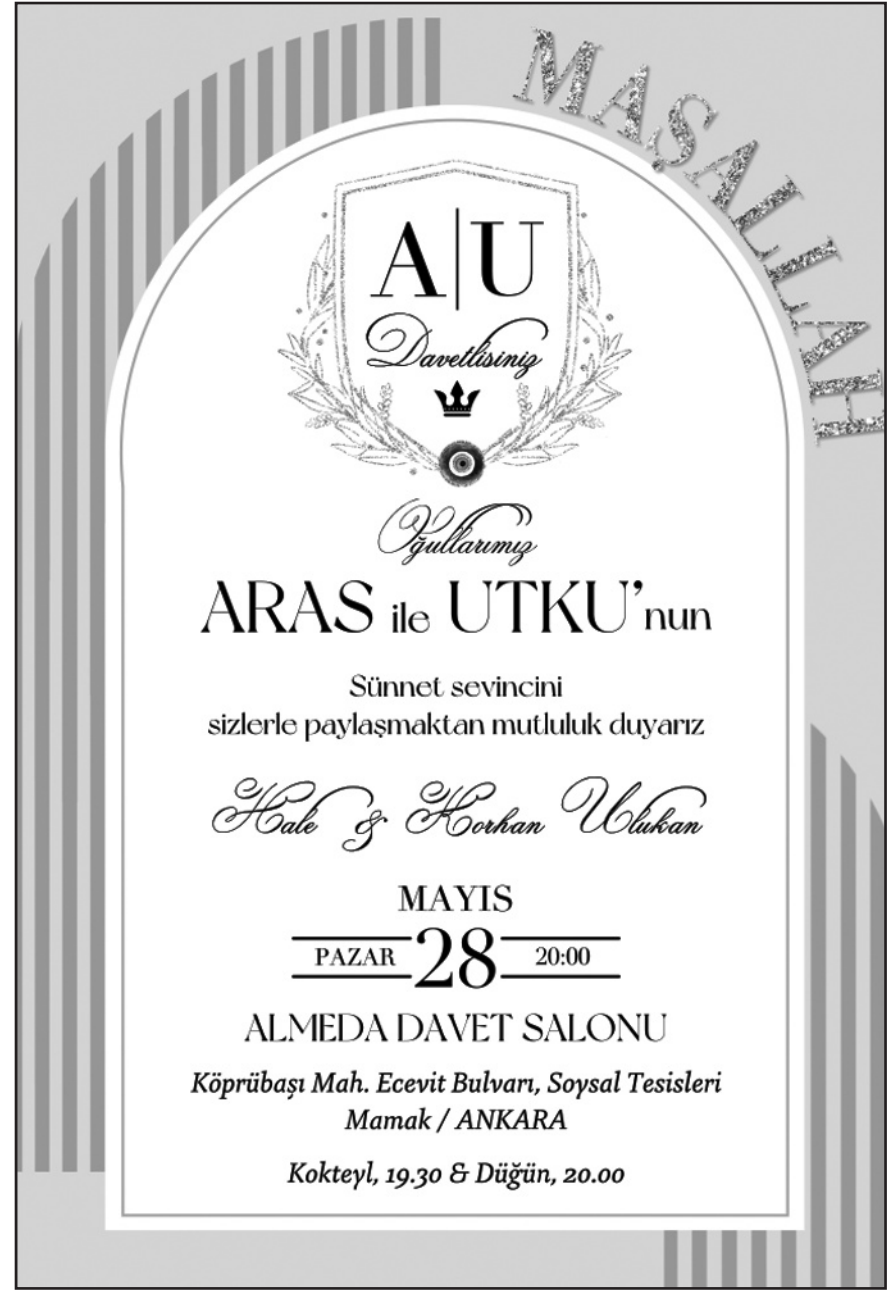 MAŞALLAH
A|U
Davetlisiniz
Oğullarımız
ARAS ile UTKU'nun
Sünnet sevincini
sizlerle paylaşmaktan mutluluk duyarız
Hale & Korhan Ulukan
MAYIS
PAZAR 28 20:00
ALMEDA DAVET SALONU
Köprübaşı Mah. Ecevit Bulvarı, Soysal Tesisleri
Mamak / ANKARA
Kokteyl, 19.30 & Düğün, 20.00